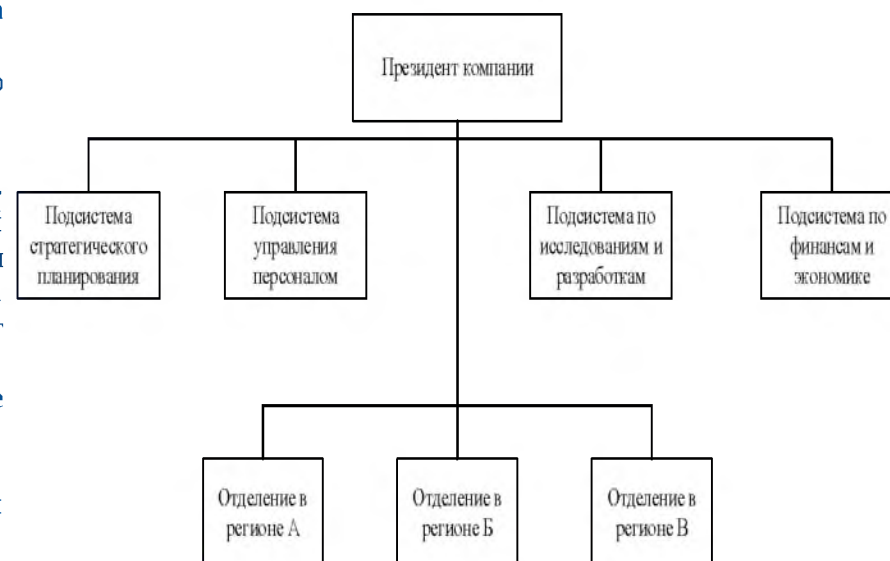 Президент компании
Подсистема
стратегического
планирования
Подсистема
управления
персоналом
Подсистема по
исследованиям и
разработкам
Подсистема по
финансам и
экономике
Отделение в
регионе А
Отделение в
регионе Б
Отделение в
регионе В